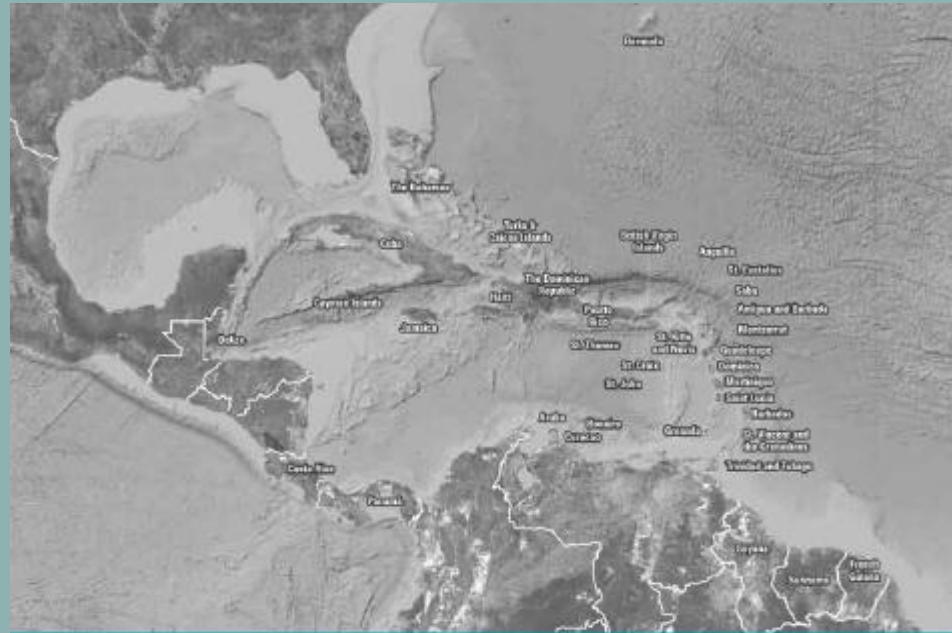 Bermuda
The Bahamas
Turks &
Caicos Islands
British Virgin
Islands
Anguilla
Cuba
St. Eustatius
The Dominican
Republic
Saba
Haiti
Cayman Islands
Puerto
Rico
Antigua and Barbuda
Jamaica
Montserrat
Belize
St. Thomas
St. Kitts
and Nevis
Guadeloupe
St. Croix
Dominica
St. John
Martinique
Saint Lucia
Barbados
Aruba
Bonaire
Curacao
Grenada
St. Vincent and
the Grenadines
Trinidad and Tobago
Costa Rica
Panama
Guyana
Suriname
French
Guiana